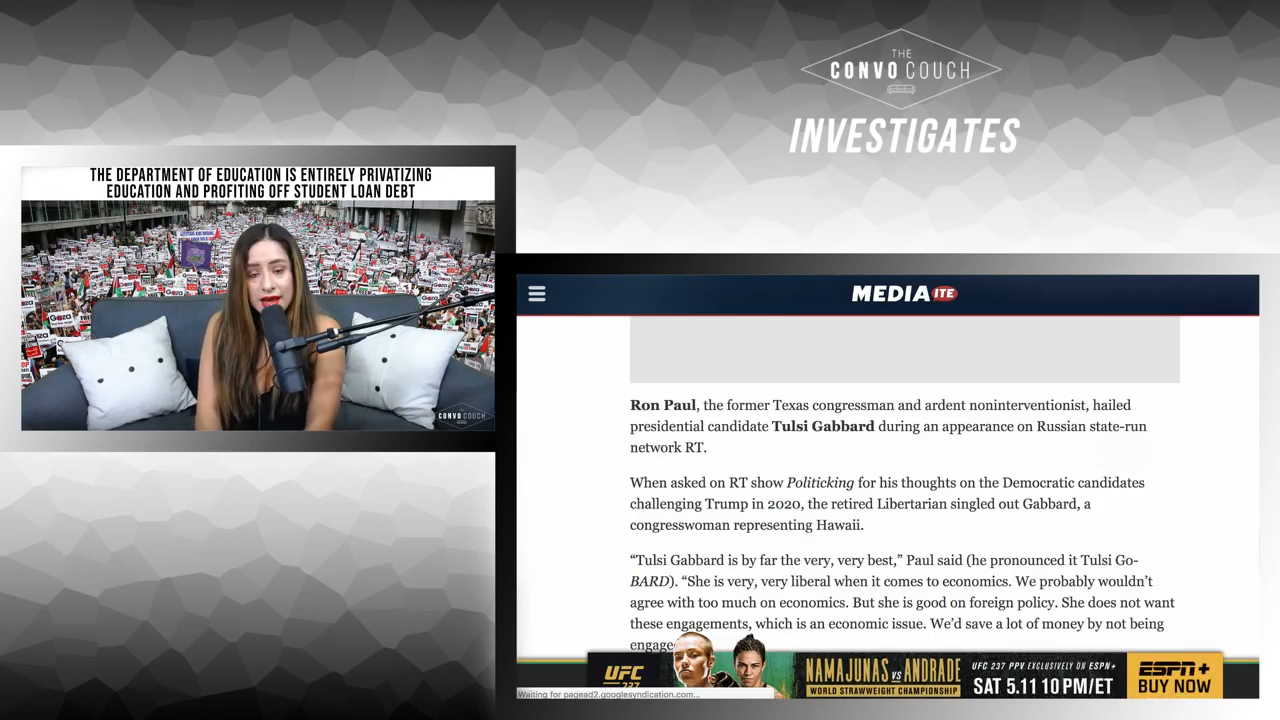 THE
CONVO COUCH
INVESTIGATES
THE DEPARTMENT OF EDUCATION IS ENTIRELY PRIVATIZING
EDUCATION AND PROFITING OFF STUDENT LOAN DEBT
Gaza
Gaza
CONVO COUCH
MEDIAITE
Ron Paul, the former Texas congressman and ardent noninterventionist, hailed
presidential candidate Tulsi Gabbard during an appearance on Russian state-run
network RT.
When asked on RT show Politicking for his thoughts on the Democratic candidates
challenging Trump in 2020, the retired Libertarian singled out Gabbard, a
congresswoman representing Hawaii.
“Tulsi Gabbard is by far the very, very best,” Paul said (he pronounced it Tulsi Go-
BARD). “She is very, very liberal when it comes to economics. We probably wouldn’t
agree with too much on economics. But she is good on foreign policy. She does not want
these engagements, which is an economic issue. We’d save a lot of money by not being
engage
UFC
237
NAMAJUNAS VS ANDRADE
WORLD STRAWWEIGHT CHAMPIONSHIP
UFC 237 PPV EXCLUSIVELY ON ESPN+
SAT 5.11 10 PM/ET
ESPN+
BUY NOW
Waiting for pagead2.googlesyndication.com...